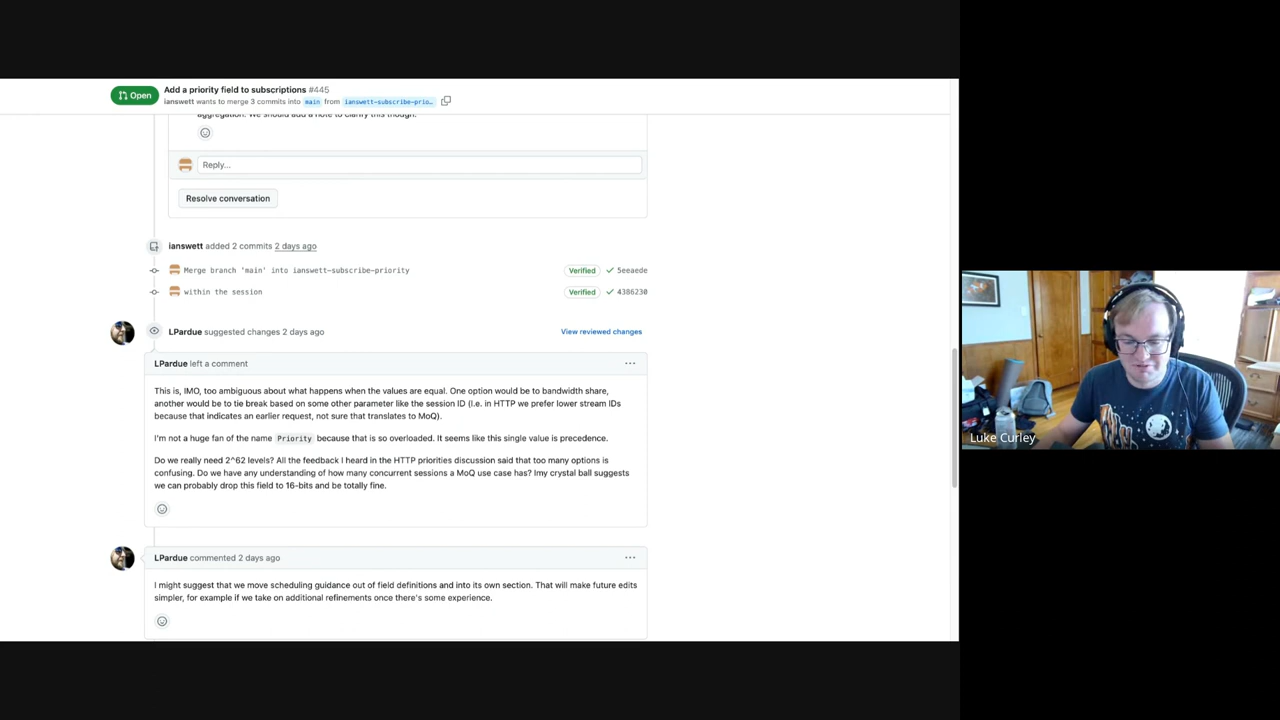 Open
Add a priority field to subscriptions #445
ianswett wants to merge 3 commits into main from ianswett-subscribe-prio...
aggregation. We should add a note to clarify this though.
Reply...
Resolve conversation
ianswett added 2 commits 2 days ago
Merge branch 'main' into ianswett-subscribe-priority
Verified
5eeaede
within the session
Verified
4386230
LPardue suggested changes 2 days ago
View reviewed changes
LPardue left a comment
This is, IMO, too ambiguous about what happens when the values are equal. One option would be to bandwidth share,
another would be to tie break based on some other parameter like the session ID (I.e. in HTTP we prefer lower stream IDs
because that indicates an earlier request, not sure that translates to MoQ).
I'm not a huge fan of the name Priority because that is so overloaded. It seems like this single value is precedence.
Do we really need 2^62 levels? All the feedback I heard in the HTTP priorities discussion said that too many options is
confusing. Do we have any understanding of how many concurrent sessions a MoQ use case has? Imy crystal ball suggests
we can probably drop this field to 16-bits and be totally fine.
LPardue commented 2 days ago
I might suggest that we move scheduling guidance out of field definitions and into its own section. That will make future edits
simpler, for example if we take on additional refinements once there's some experience.
Luke Curley